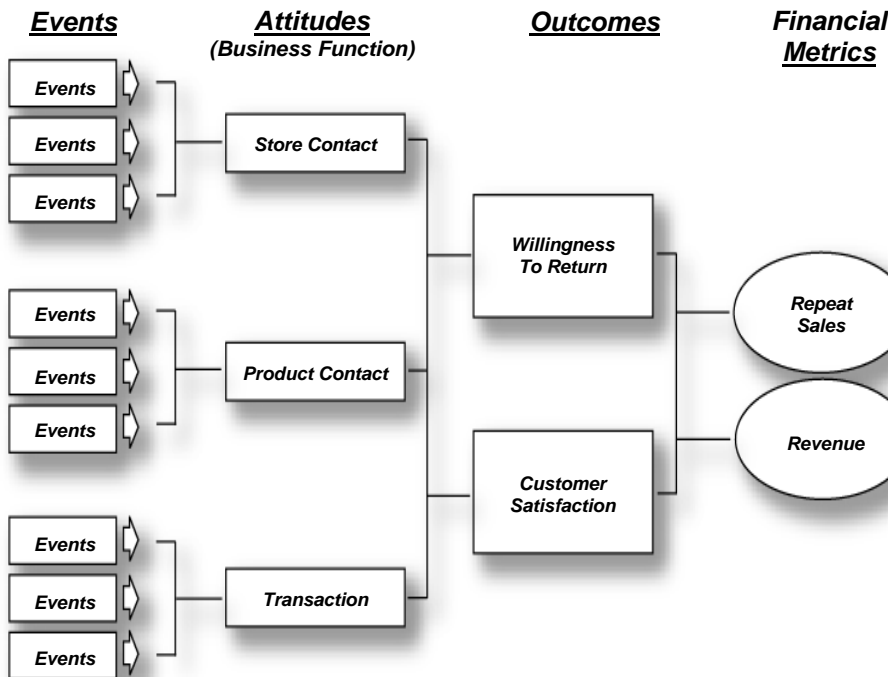 Events
Attitudes
(Business Function)
Outcomes
Financial
Metrics
Events
Events
Events
Store Contact
Events
Events
Events
Product Contact
Events
Events
Events
Transaction
Willingness
To Return
Customer
Satisfaction
Repeat
Sales
Revenue